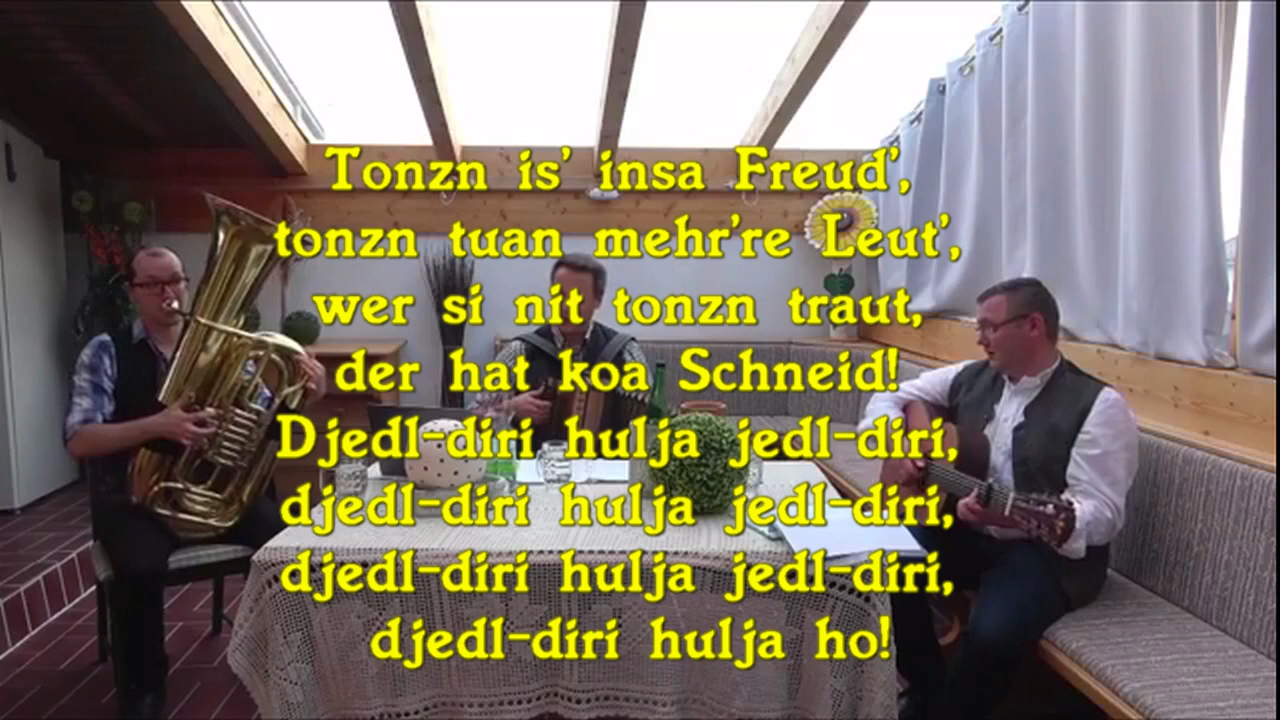 Tonzn is' insa Freud',
tonzn tuan mehr're Leut',
wer si nit tonzn traut,
der hat koa Schneid!
Djedl-diri hulja jedl-diri,
djedl-diri hulja jedl-diri,
djedl-diri hulja jedl-diri,
djedl-diri hulja ho!